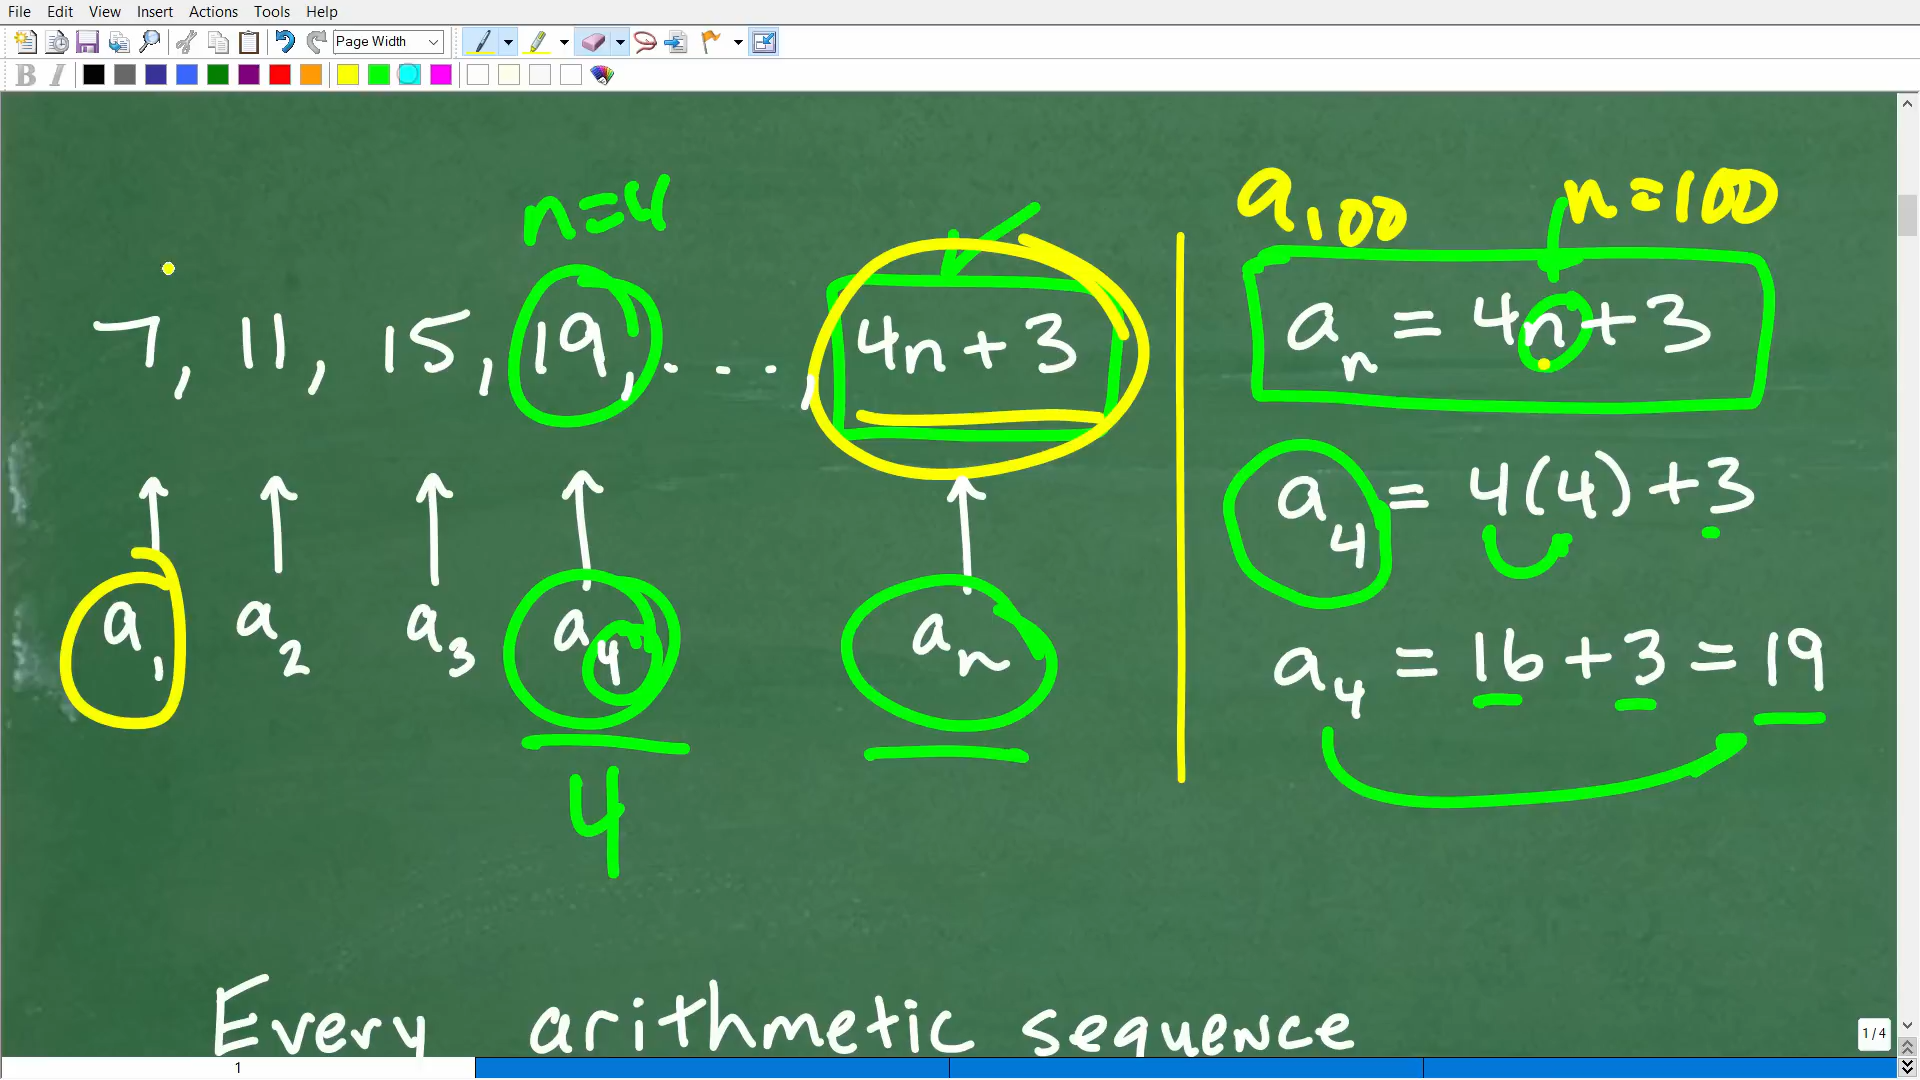 File Edit View Insert Actions Tools Help
Page Width
B I
n=4
7, 11, 15, 19, . . . , 4n+3
a1 a2 a3 a4 an
4
a100 n=100
an = 4n+3
a4 = 4(4)+3
a4 = 16+3=19
Every arithmetic sequence
1 / 4
1